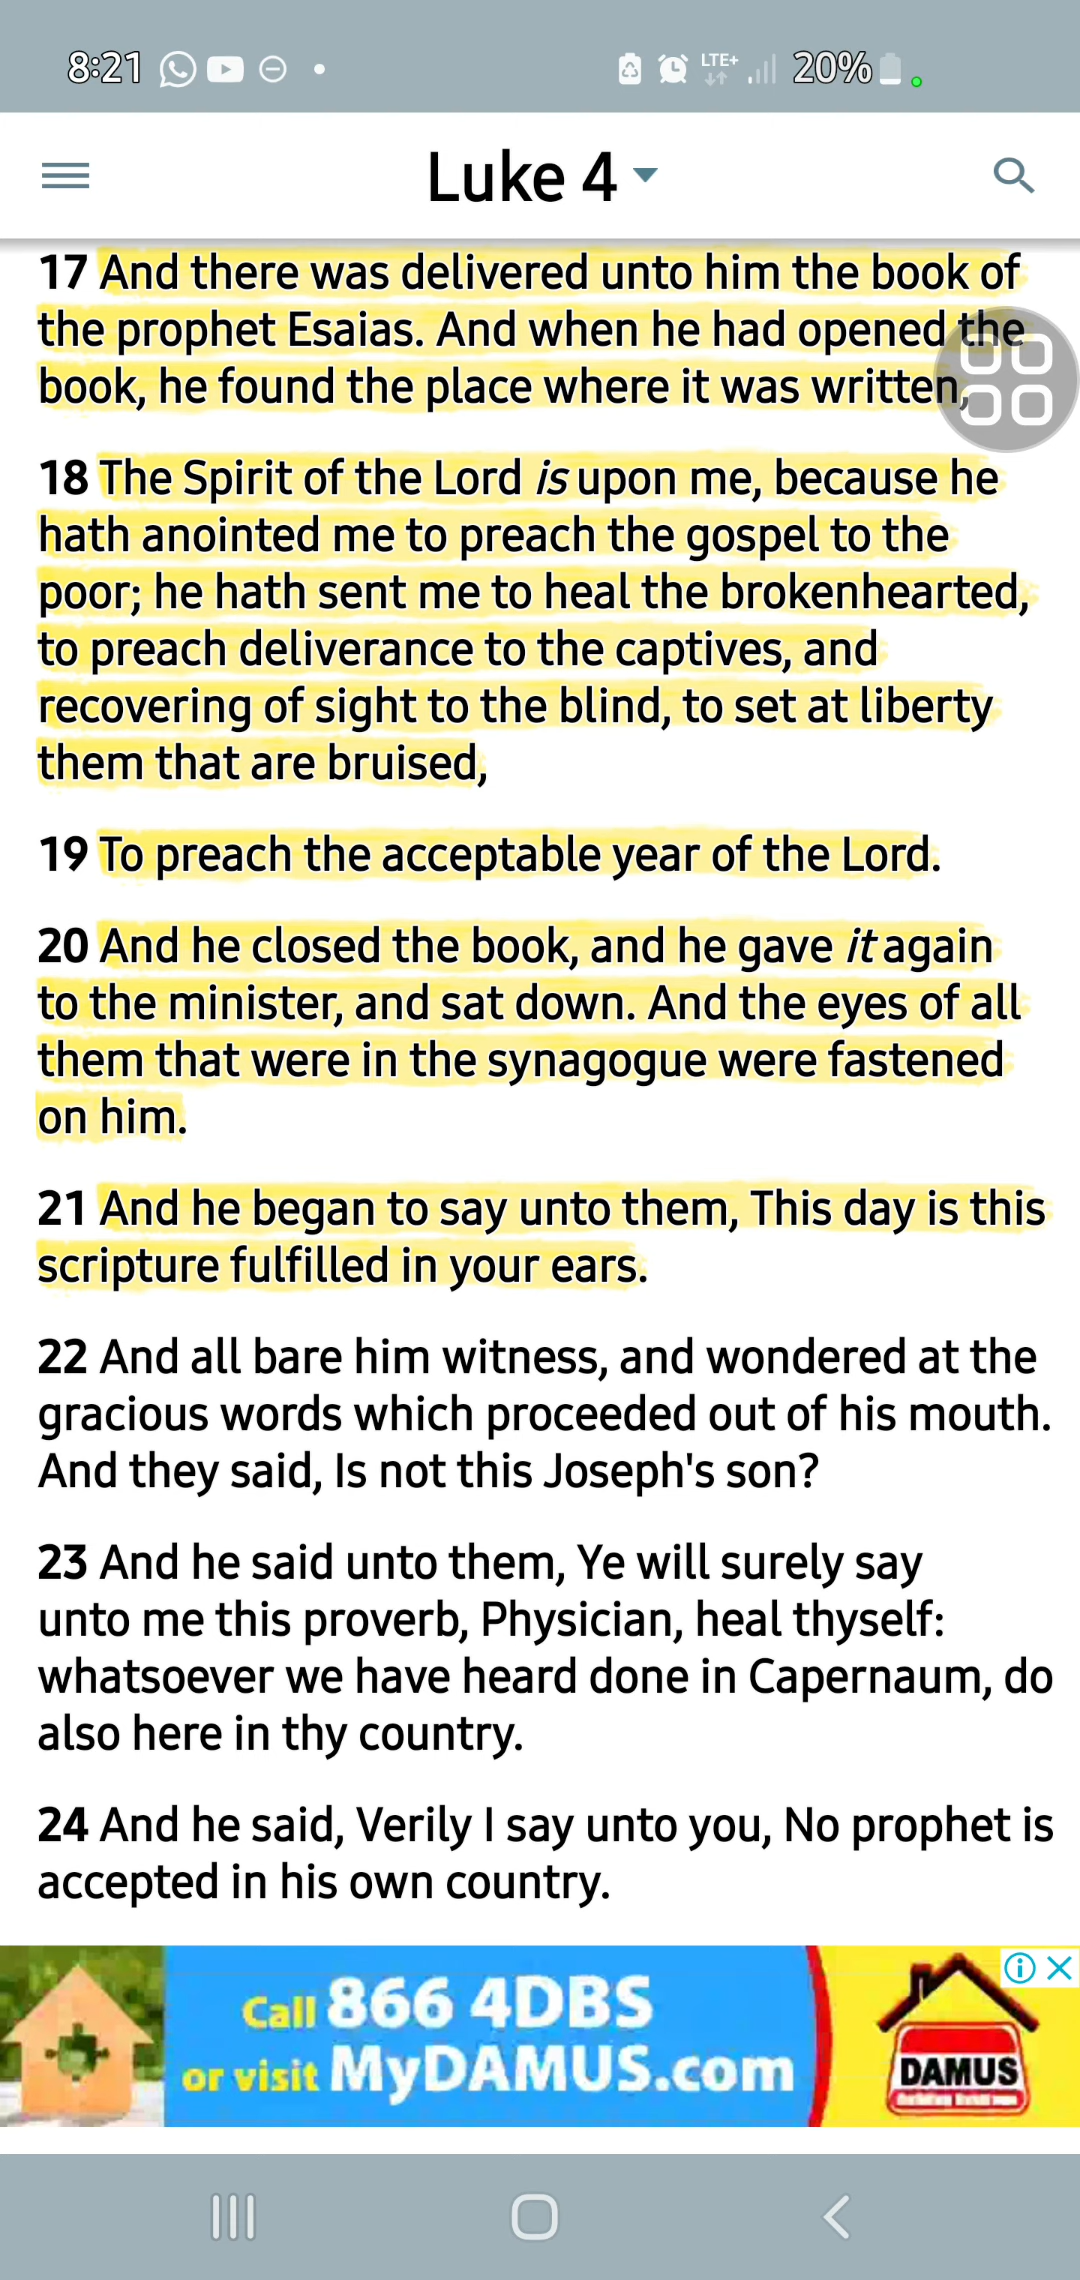 8:21
LTE+
20%
Luke 4
17 And there was delivered unto him the book of
the prophet Esaias. And when he had opened the
book, he found the place where it was written,
18 The Spirit of the Lord is upon me, because he
hath anointed me to preach the gospel to the
poor; he hath sent me to heal the brokenhearted,
to preach deliverance to the captives, and
recovering of sight to the blind, to set at liberty
them that are bruised,
19 To preach the acceptable year of the Lord.
20 And he closed the book, and he gave it again
to the minister, and sat down. And the eyes of all
them that were in the synagogue were fastened
on him.
21 And he began to say unto them, This day is this
scripture fulfilled in your ears.
22 And all bare him witness, and wondered at the
gracious words which proceeded out of his mouth.
And they said, Is not this Joseph's son?
23 And he said unto them, Ye will surely say
unto me this proverb, Physician, heal thyself:
whatsoever we have heard done in Capernaum, do
also here in thy country.
24 And he said, Verily I say unto you, No prophet is
accepted in his own country.
Call 866 4DBS
or visit MyDAMUS.com
DAMUS